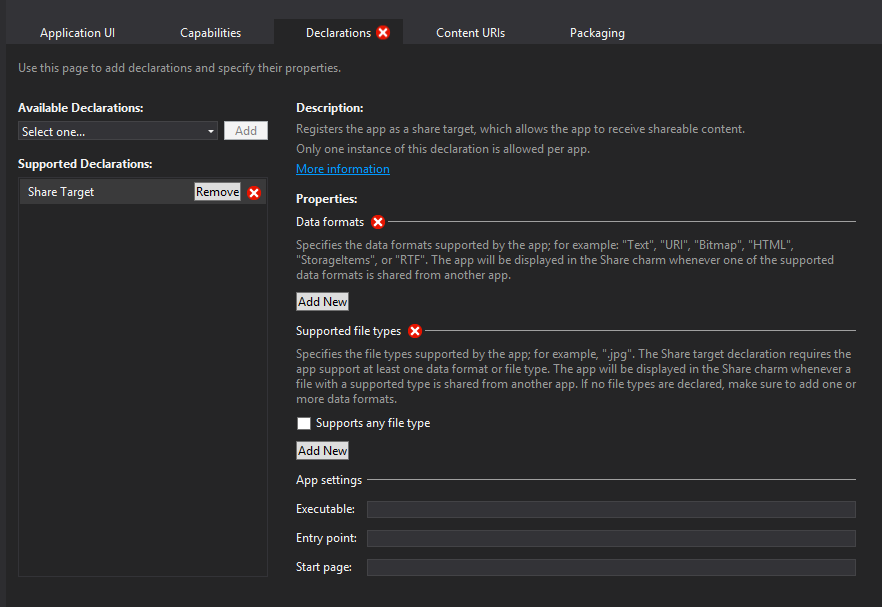 Application UI
Capabilities
Declarations
Content URIs
Packaging
Use this page to add declarations and specify their properties.
Available Declarations:
Select one...
Add
Supported Declarations:
Share Target
Remove
Description:
Registers the app as a share target, which allows the app to receive shareable content.
Only one instance of this declaration is allowed per app.
More information
Properties:
Data formats
Specifies the data formats supported by the app; for example: "Text", "URI", "Bitmap", "HTML",
"StorageItems", or "RTF". The app will be displayed in the Share charm whenever one of the supported
data formats is shared from another app.
Add New
Supported file types
Specifies the file types supported by the app; for example, ".jpg". The Share target declaration requires the
app support at least one data format or file type. The app will be displayed in the Share charm whenever a
file with a supported type is shared from another app. If no file types are declared, make sure to add one or
more data formats.
Supports any file type
Add New
App settings
Executable:
Entry point:
Start page: